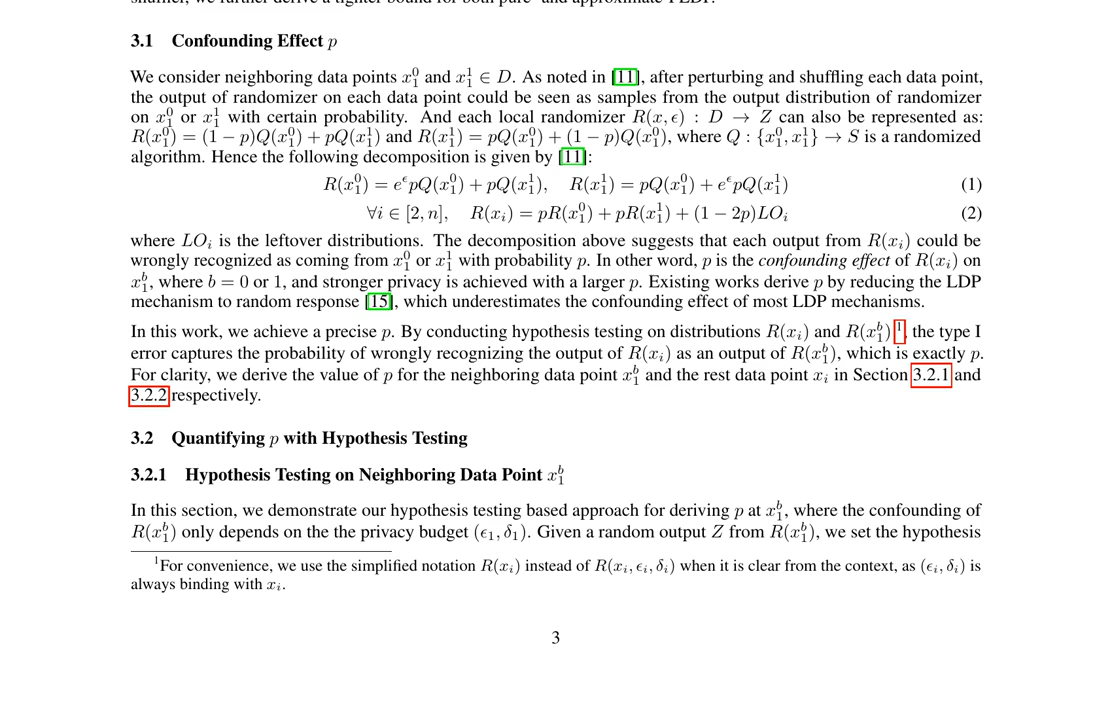 shuffler, we further derive a tighter bound for both pure- and approximate-PLDP.
3.1 Confounding Effect p
We consider neighboring data points x_1^0 and x_1^1 ∈ D. As noted in [11], after perturbing and shuffling each data point,
the output of randomizer on each data point could be seen as samples from the output distribution of randomizer
on x_1^0 or x_1^1 with certain probability. And each local randomizer R(x, ϵ) : D → Z can also be represented as:
R(x_1^0) = (1 − p)Q(x_1^0) + pQ(x_1^1) and R(x_1^1) = pQ(x_1^0) + (1 − p)Q(x_1^0), where Q : {x_1^0, x_1^1} → S is a randomized
algorithm. Hence the following decomposition is given by [11]:
R(x_1^0) = e^ϵ pQ(x_1^0) + pQ(x_1^1), R(x_1^1) = pQ(x_1^0) + e^ϵ pQ(x_1^1) (1)
∀i ∈ [2, n], R(x_i) = pR(x_1^0) + pR(x_1^1) + (1 − 2p)LO_i (2)
where LO_i is the leftover distributions. The decomposition above suggests that each output from R(x_i) could be
wrongly recognized as coming from x_1^0 or x_1^1 with probability p. In other word, p is the confounding effect of R(x_i) on
x_1^b, where b = 0 or 1, and stronger privacy is achieved with a larger p. Existing works derive p by reducing the LDP
mechanism to random response [15], which underestimates the confounding effect of most LDP mechanisms.
In this work, we achieve a precise p. By conducting hypothesis testing on distributions R(x_i) and R(x_1^b)^1, the type I
error captures the probability of wrongly recognizing the output of R(x_i) as an output of R(x_1^b), which is exactly p.
For clarity, we derive the value of p for the neighboring data point x_1^b and the rest data point x_i in Section 3.2.1 and
3.2.2 respectively.
3.2 Quantifying p with Hypothesis Testing
3.2.1 Hypothesis Testing on Neighboring Data Point x_1^b
In this section, we demonstrate our hypothesis testing based approach for deriving p at x_1^b, where the confounding of
R(x_1^b) only depends on the the privacy budget (ϵ_1, δ_1). Given a random output Z from R(x_1^b), we set the hypothesis
^1For convenience, we use the simplified notation R(x_i) instead of R(x_i, ϵ_i, δ_i) when it is clear from the context, as (ϵ_i, δ_i) is
always binding with x_i.
3